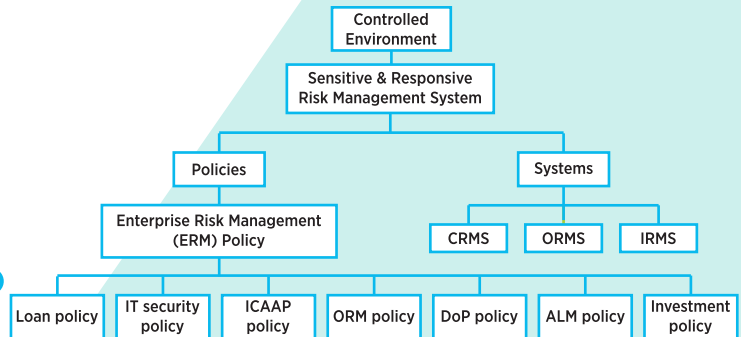 Controlled
Environment
Sensitive & Responsive
Risk Management System
Policies
Systems
Enterprise Risk Management
(ERM) Policy
CRMS
ORMS
IRMS
Loan policy
IT security
policy
ICAAP
policy
ORM policy
DoP policy
ALM policy
Investment
policy